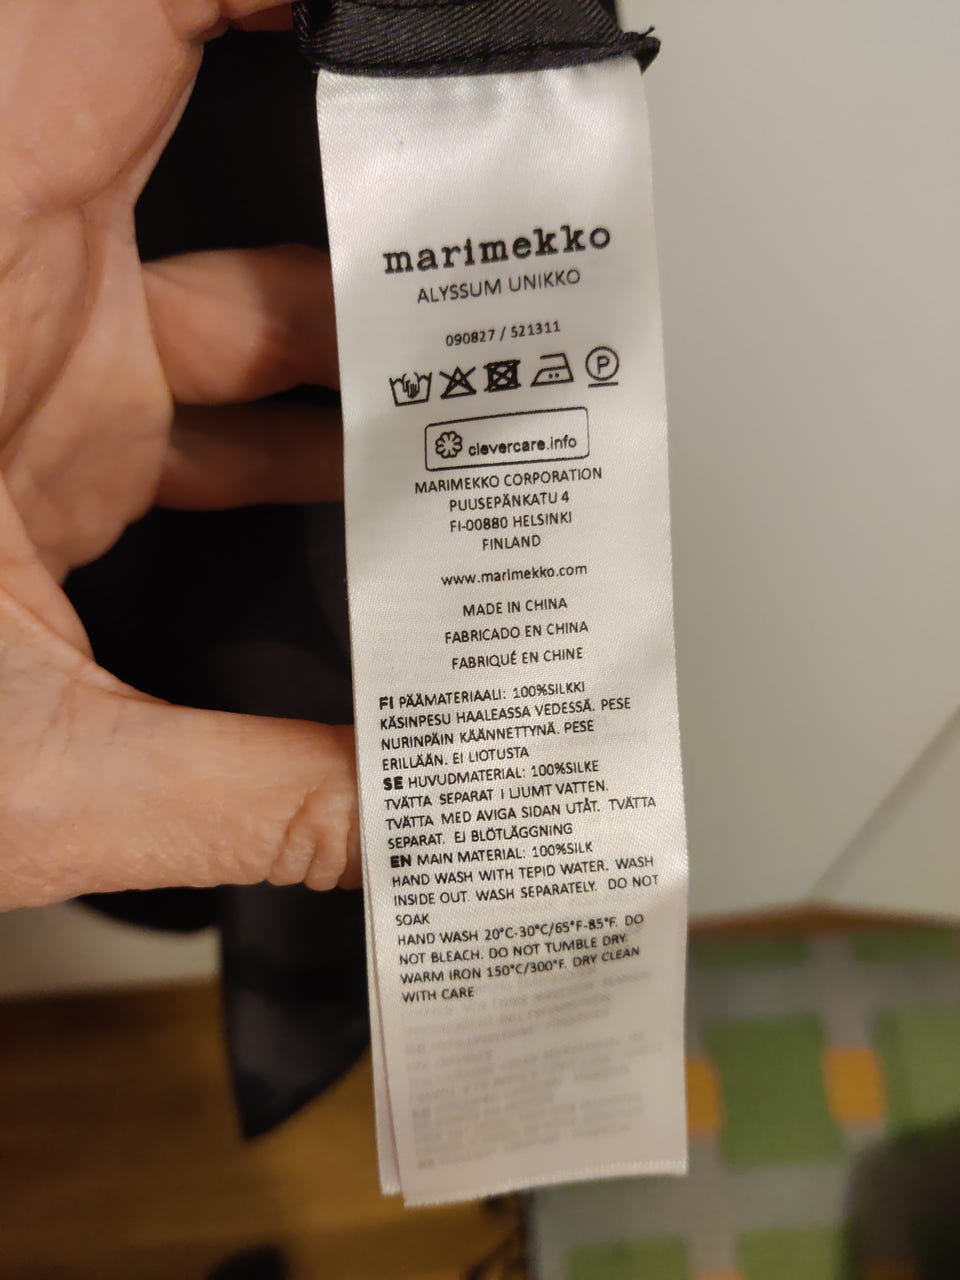 marimekko
ALYSSUM UNIKKO
090827 / 521311
P
clevercare.info
MARIMEKKO CORPORATION
PUUSEPÄNKATU 4
FI-00880 HELSINKI
FINLAND
www.marimekko.com
MADE IN CHINA
FABRICADO EN CHINA
FABRIQUÉ EN CHINE
FI PÄÄMATERIAALI: 100%SILKKI
KÄSINPESU HAALEASSA VEDESSÄ. PESE
NURINPÄIN KÄÄNNETTYNÄ. PESE
ERILLÄÄN. EI LIOTUSTA
SE HUVUDMATERIAL: 100%SILKE
TVÄTTA SEPARAT I LJUMT VATTEN.
TVÄTTA MED AVIGA SIDAN UTÅT. TVÄTTA
SEPARAT. EJ BLÖTLÄGGNING
EN MAIN MATERIAL: 100%SILK
HAND WASH WITH TEPID WATER. WASH
INSIDE OUT. WASH SEPARATELY. DO NOT
SOAK
HAND WASH 20°C-30°C/65°F-85°F. DO
NOT BLEACH. DO NOT TUMBLE DRY.
WARM IRON 150°C/300°F. DRY CLEAN
WITH CARE